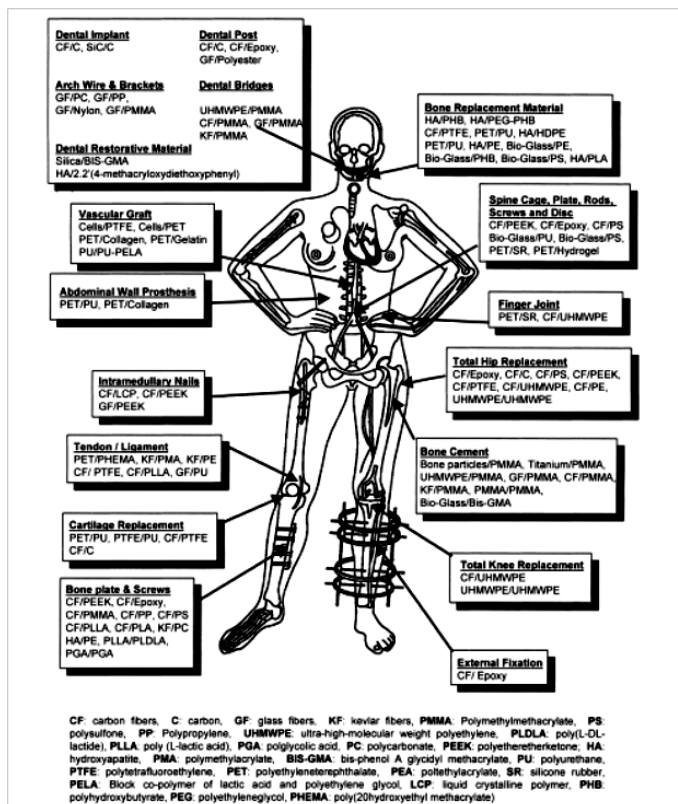 Dental Implant
CF/C, SiC/C
Dental Post
CF/C, CF/Epoxy,
GF/Polyester
Arch Wire & Brackets
GF/PC, GF/PP,
GF/Nylon, GF/PMMA
Dental Bridges
UHMWPE/PMMA
CF/PMMA, GF/PMMA
KF/PMMA
Dental Restorative Material
Silica/BIS-GMA
HA/2.2'(4-methacryloxydiethoxyphenyl)
Bone Replacement Material
HA/PHB, HA/PEG-PHB
CF/PTFE, PET/PU, HA/HDPE
PET/PU, HA/PE, Bio-Glass/PE,
Bio-Glass/PHB, Bio-Glass/PS, HA/PLA
Vascular Graft
Cells/PTFE, Cells/PET
PET/Collagen, PET/Gelatin
PU/PU-PELA
Spine Cage, Plate, Rods,
Screws and Disc
CF/PEEK, CF/Epoxy, CF/PS
Bio-Glass/PU, Bio-Glass/PS,
PET/SR, PET/Hydrogel
Abdominal Wall Prosthesis
PET/PU, PET/Collagen
Finger Joint
PET/SR, CF/UHMWPE
Total Hip Replacement
CF/Epoxy, CF/C, CF/PS, CF/PEEK,
CF/PTFE, CF/UHMWPE, CF/PE,
UHMWPE/UHMWPE
Intramedullary Nails
CF/LCP, CF/PEEK
GF/PEEK
Tendon / Ligament
PET/PHEMA, KF/PMA, KF/PE
CF/ PTFE, CF/PLLA, GF/PU
Bone Cement
Bone particles/PMMA, Titanium/PMMA,
UHMWPE/PMMA, GF/PMMA, CF/PMMA,
KF/PMMA, PMMA/PMMA,
Bio-Glass/Bis-GMA
Cartilage Replacement
PET/PU, PTFE/PU, CF/PTFE
CF/C
Total Knee Replacement
CF/UHMWPE
UHMWPE/UHMWPE
Bone plate & Screws
CF/PEEK, CF/Epoxy,
CF/PMMA, CF/PP, CF/PS
CF/PLLA, CF/PLA, KF/PC
HA/PE, PLLA/PLDLA,
PGA/PGA
External Fixation
CF/ Epoxy
CF: carbon fibers, C: carbon, GF: glass fibers, KF: kevlar fibers, PMMA: Polymethylmethacrylate, PS:
polysulfone, PP: Polypropylene, UHMWPE: ultra-high-molecular weight polyethylene, PLDLA: poly(L-DL-
lactide), PLLA: poly (L-lactic acid), PGA: polglycolic acid, PC: polycarbonate, PEEK: polyetheretherketone; HA:
hydroxyapatite, PMA: polymethylacrylate, BIS-GMA: bis-phenol A glycidyl methacrylate, PU: polyurethane,
PTFE: polytetrafluoroethylene, PET: polyethyleneterephthalate, PEA: poltethylacrylate, SR: silicone rubber,
PELA: Block co-polymer of lactic acid and polyethylene glycol, LCP: liquid crystalline polymer, PHB:
polyhydroxybutyrate, PEG: polyethyleneglycol, PHEMA: poly(20hydroxyethyl methacrylate)